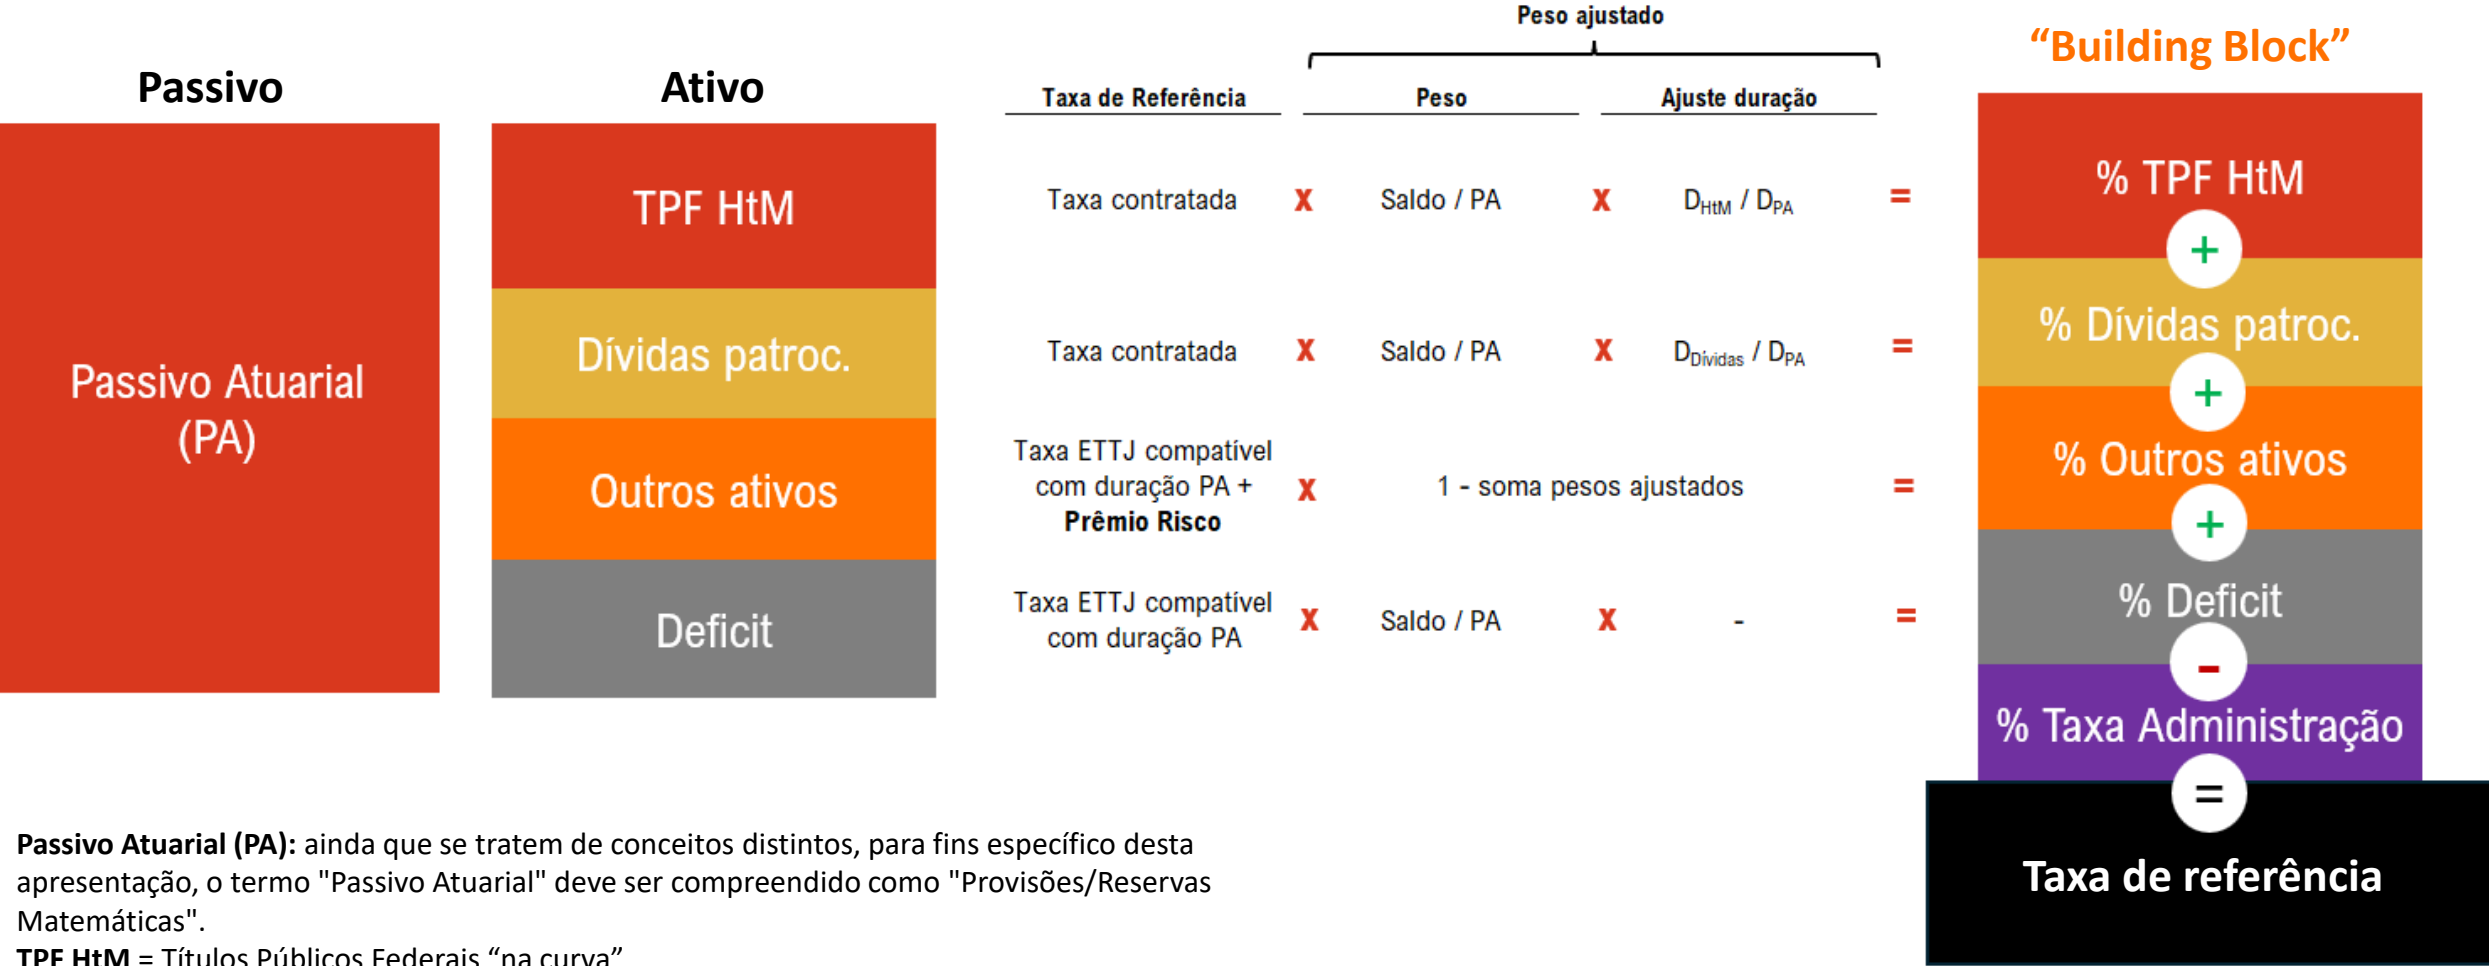 Peso ajustado
“Building Block”
Passivo
Ativo
Taxa de Referência
Peso
Ajuste duração
Passivo Atuarial
(PA)
TPF HtM
Taxa contratada
x
Saldo / PA
x
DHtM / DPA
=
% TPF HtM
+
Dívidas patroc.
Taxa contratada
x
Saldo / PA
x
DDívidas / DPA
=
% Dívidas patroc.
+
Outros ativos
Taxa ETTJ compatível
com duração PA +
Prêmio Risco
x
1 - soma pesos ajustados
=
% Outros ativos
+
Deficit
Taxa ETTJ compatível
com duração PA
x
Saldo / PA
x
-
=
% Deficit
-
% Taxa Administração
=
Taxa de referência
Passivo Atuarial (PA): ainda que se tratem de conceitos distintos, para fins específico desta
apresentação, o termo "Passivo Atuarial" deve ser compreendido como "Provisões/Reservas
Matemáticas".
TPF HtM = Títulos Públicos Federais “na curva”